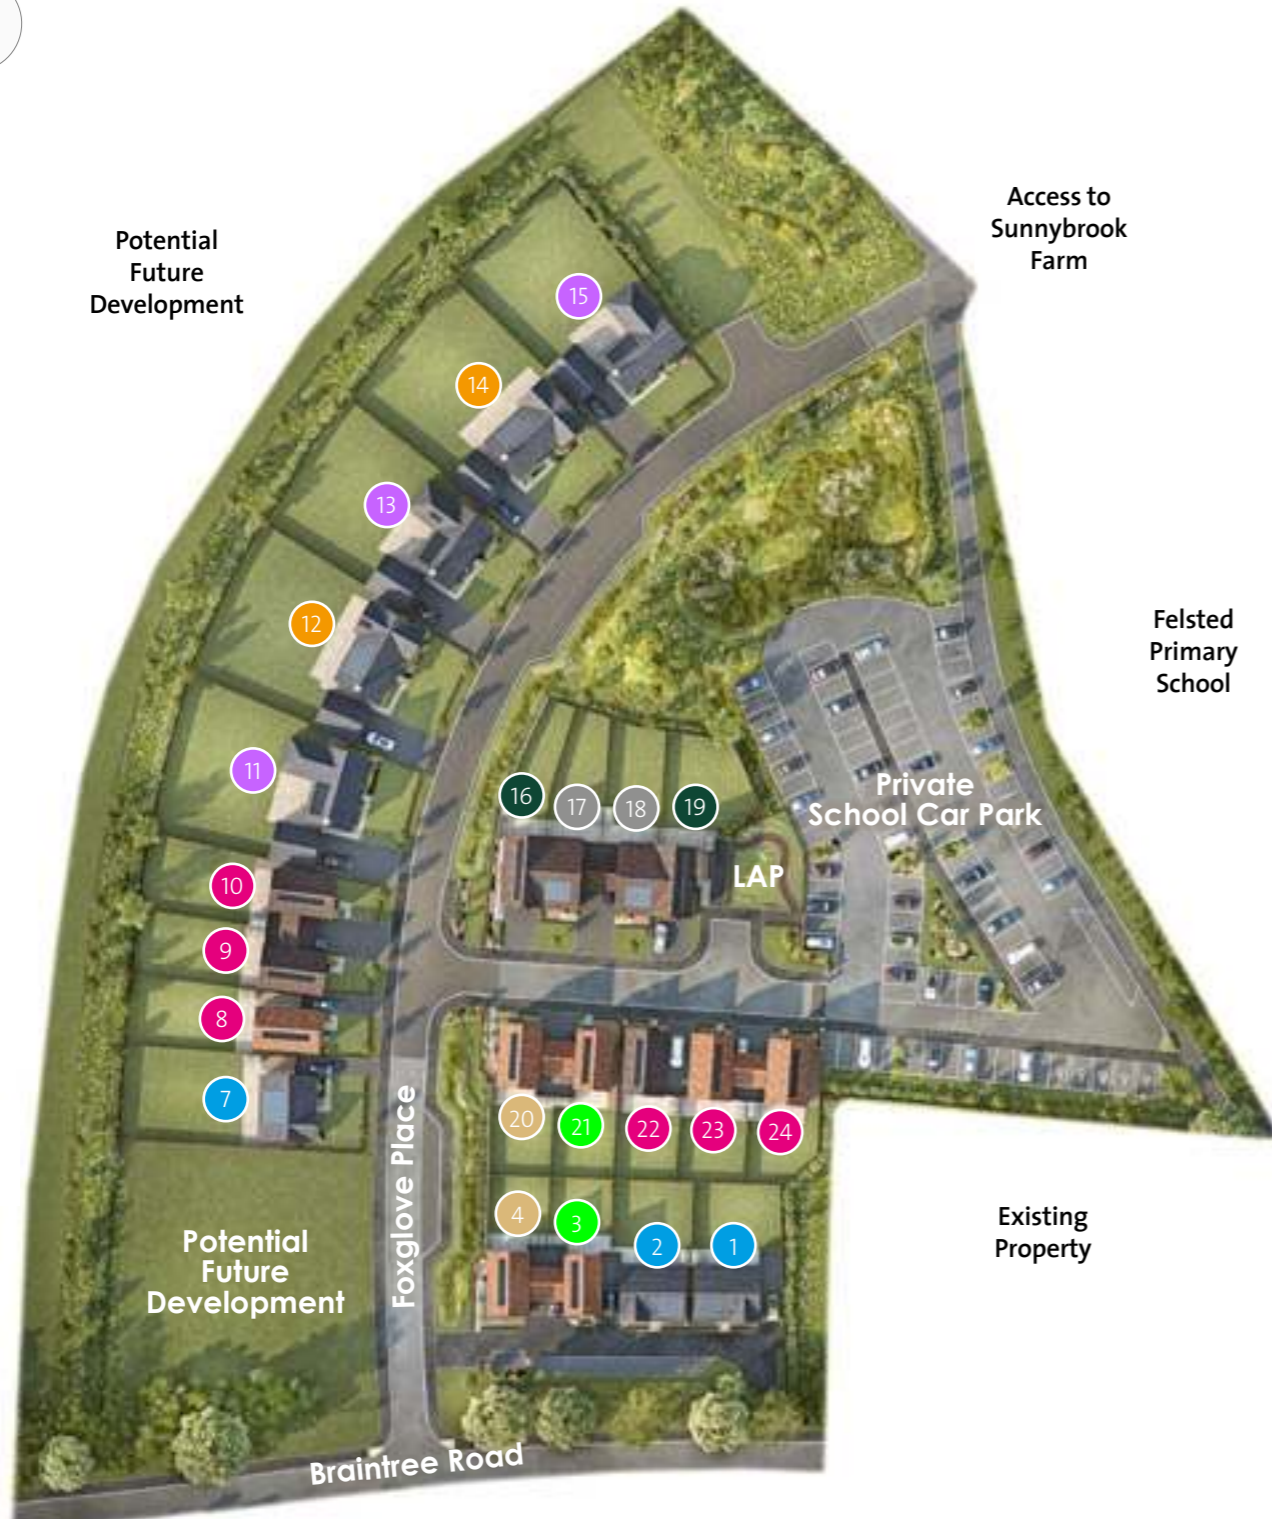 Access to
Sunnybrook
Farm
Potential
Future
Development
15
14
13
12
Felsted
Primary
School
11
16
17
18
19
Private
School Car Park
LAP
10
9
8
7
20
21
22
23
24
Foxglove Place
4
3
2
1
Existing
Property
Potential
Future
Development
Braintree Road